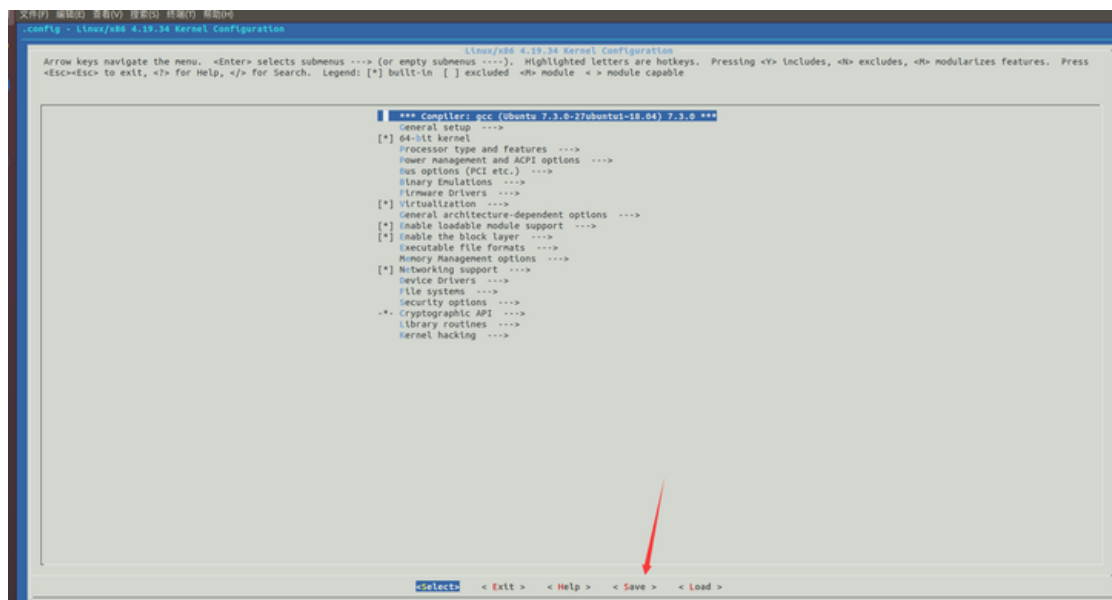 文件(F) 编辑(E) 查看(V) 搜索(S) 终端(T) 帮助(H)
.config - Linux/x86 4.19.34 Kernel Configuration
Linux/x86 4.19.34 Kernel Configuration
Arrow keys navigate the menu. <Enter> selects submenus ---> (or empty submenus ----). Highlighted letters are hotkeys. Pressing <Y> includes, <N> excludes, <M> modularizes features. Press
<Esc><Esc> to exit, <?> for Help, </> for Search. Legend: [*] built-in [ ] excluded <M> module < > module capable
*** Compiler: gcc (Ubuntu 7.3.0-27ubuntu1~18.04) 7.3.0 ***
General setup --->
[*] 64-bit kernel
Processor type and features --->
Power management and ACPI options --->
Bus options (PCI etc.) --->
Binary Emulations --->
Firmware Drivers --->
[*] Virtualization --->
General architecture-dependent options --->
[*] Enable loadable module support --->
[*] Enable the block layer --->
Executable file formats --->
Memory Management options --->
[*] Networking support --->
Device Drivers --->
File systems --->
Security options --->
-*- Cryptographic API --->
Library routines --->
Kernel hacking --->
<Select> < Exit > < Help > < Save > < Load >